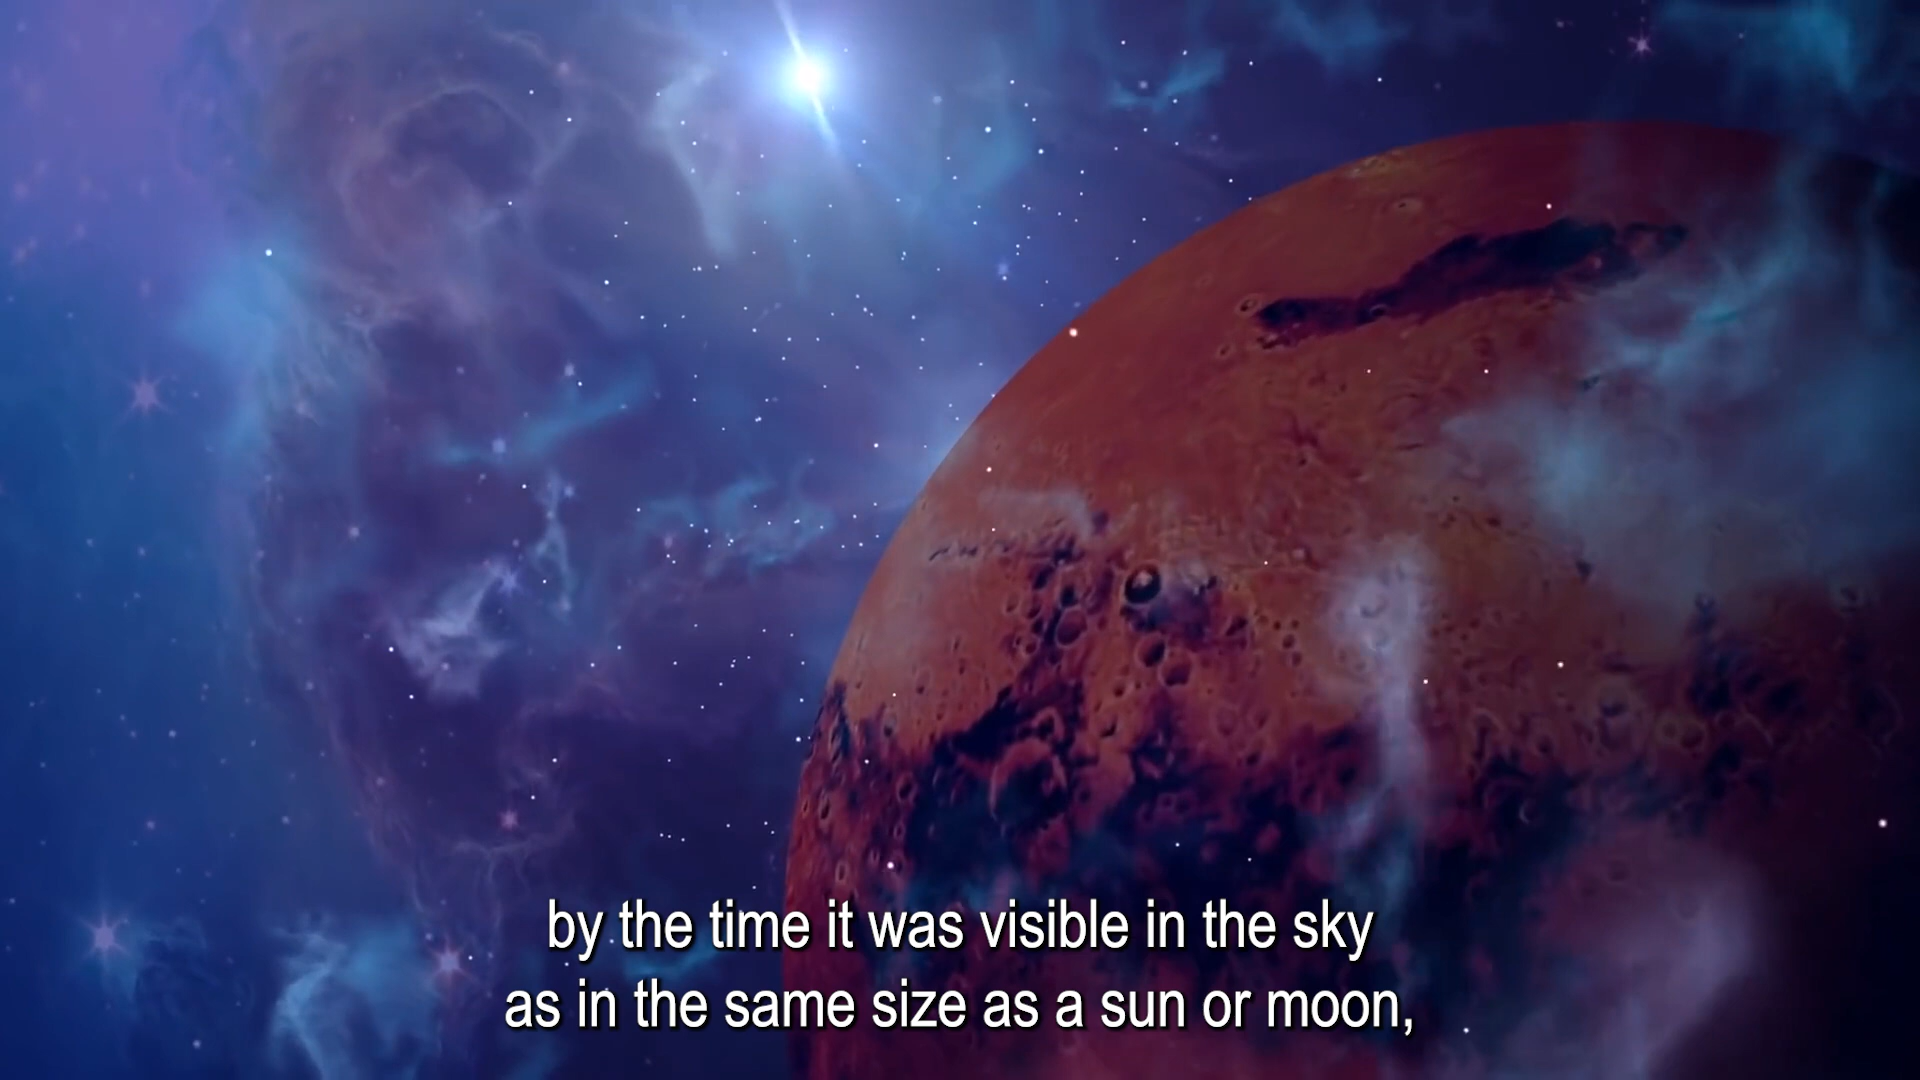 by the time it was visible in the sky
as in the same size as a sun or moon,